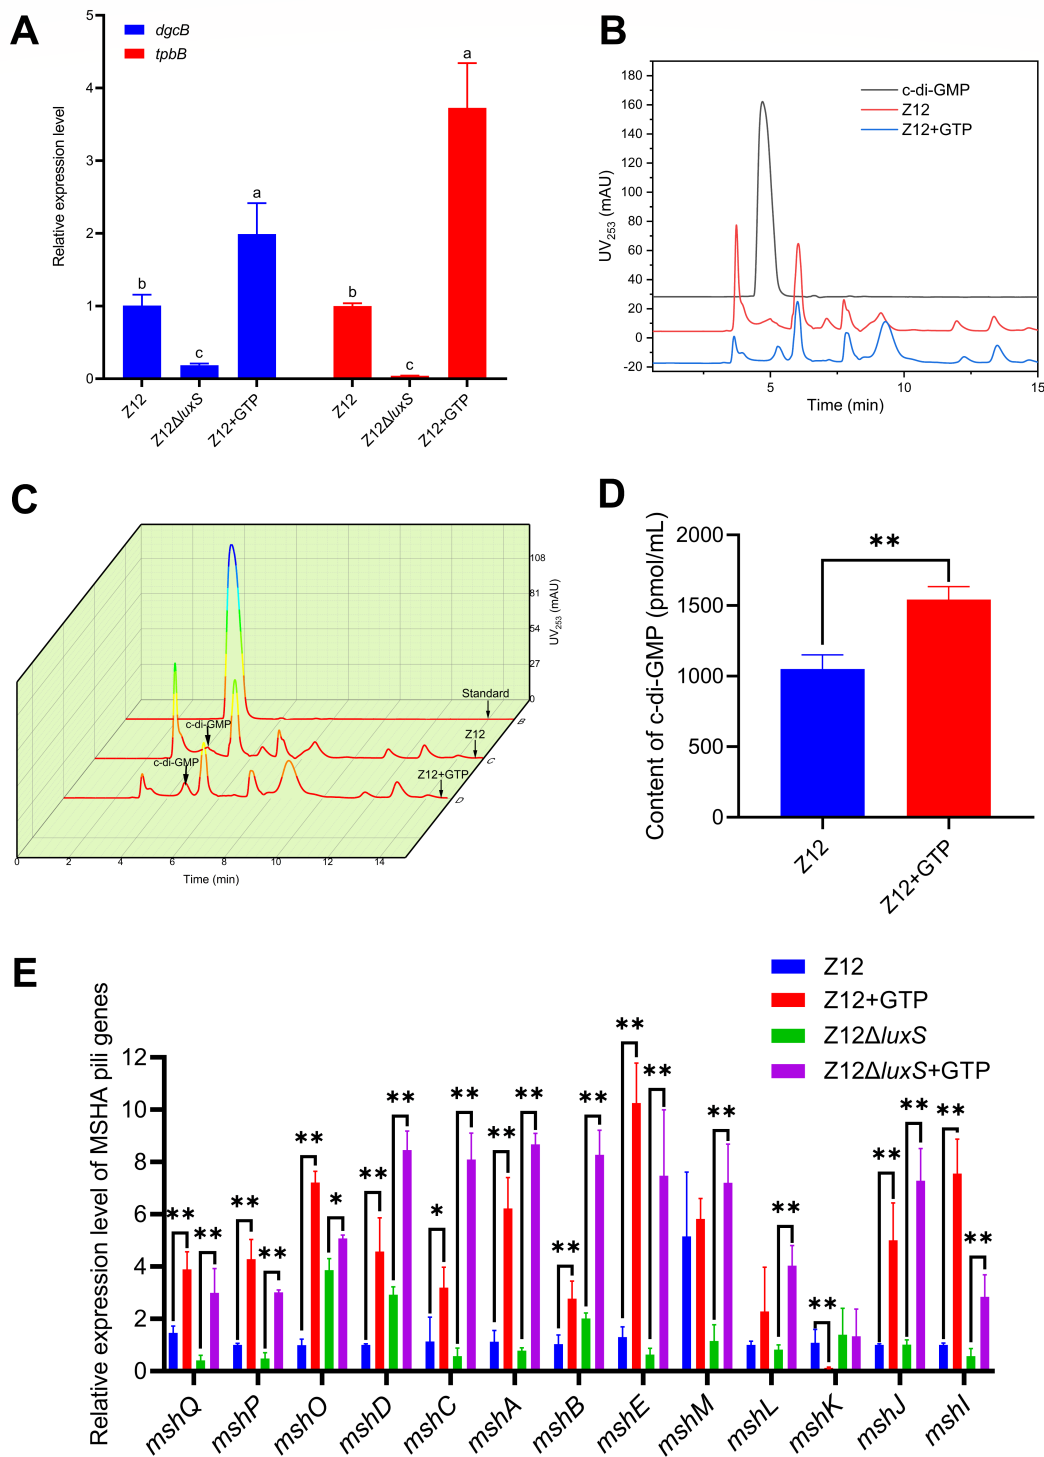 A
dgcB
tpbB
Relative expression level
5
4
3
2
1
0
b
c
a
b
c
a
Z12
Z12ΔluxS
Z12+GTP
Z12
Z12ΔluxS
Z12+GTP
B
c-di-GMP
Z12
Z12+GTP
UV253 (mAU)
180
160
140
120
100
80
60
40
20
0
-20
5
10
15
Time (min)
C
108
81
54
27
0
UV253 (mAU)
Standard
B
c-di-GMP
Z12
C
c-di-GMP
Z12+GTP
D
0
2
4
6
8
10
12
14
Time (min)
D
Content of c-di-GMP (pmol/mL)
2000
1500
1000
500
0
**
Z12
Z12+GTP
E
Z12
Z12+GTP
Z12ΔluxS
Z12ΔluxS+GTP
Relative expression level of MSHA pili genes
12
10
8
6
4
2
0
** ** ** ** ** * ** ** * ** ** ** ** ** ** ** ** ** ** ** ** ** **
mshQ
mshP
mshO
mshD
mshC
mshA
mshB
mshE
mshM
mshL
mshK
mshJ
mshI